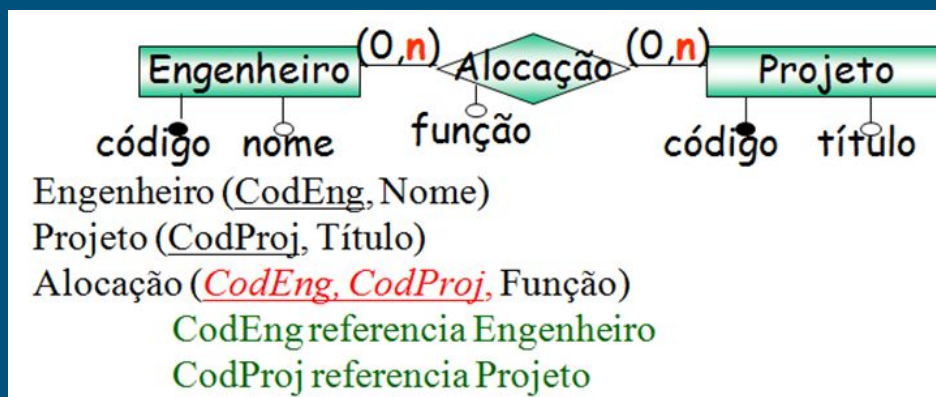 (0,n) (0,n)
Engenheiro Alocação Projeto
código nome função código título
Engenheiro (CodEng, Nome)
Projeto (CodProj, Título)
Alocação (CodEng, CodProj, Função)
CodEng referencia Engenheiro
CodProj referencia Projeto